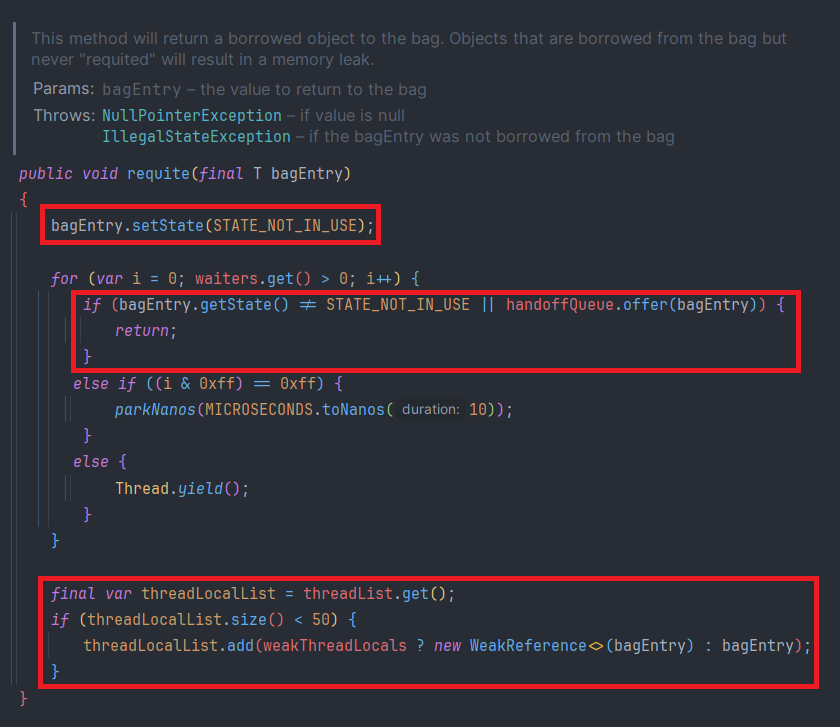 This method will return a borrowed object to the bag. Objects that are borrowed from the bag but
never "requited" will result in a memory leak.
Params: bagEntry – the value to return to the bag
Throws: NullPointerException – if value is null
IllegalStateException – if the bagEntry was not borrowed from the bag
public void requite(final T bagEntry)
{
bagEntry.setState(STATE_NOT_IN_USE);
for (var i = 0; waiters.get() > 0; i++) {
if (bagEntry.getState() != STATE_NOT_IN_USE || handoffQueue.offer(bagEntry)) {
return;
}
else if ((i & 0xff) == 0xff) {
parkNanos(MICROSECONDS.toNanos( duration: 10));
}
else {
Thread.yield();
}
}
final var threadLocalList = threadList.get();
if (threadLocalList.size() < 50) {
threadLocalList.add(weakThreadLocals ? new WeakReference<>(bagEntry) : bagEntry);
}
}